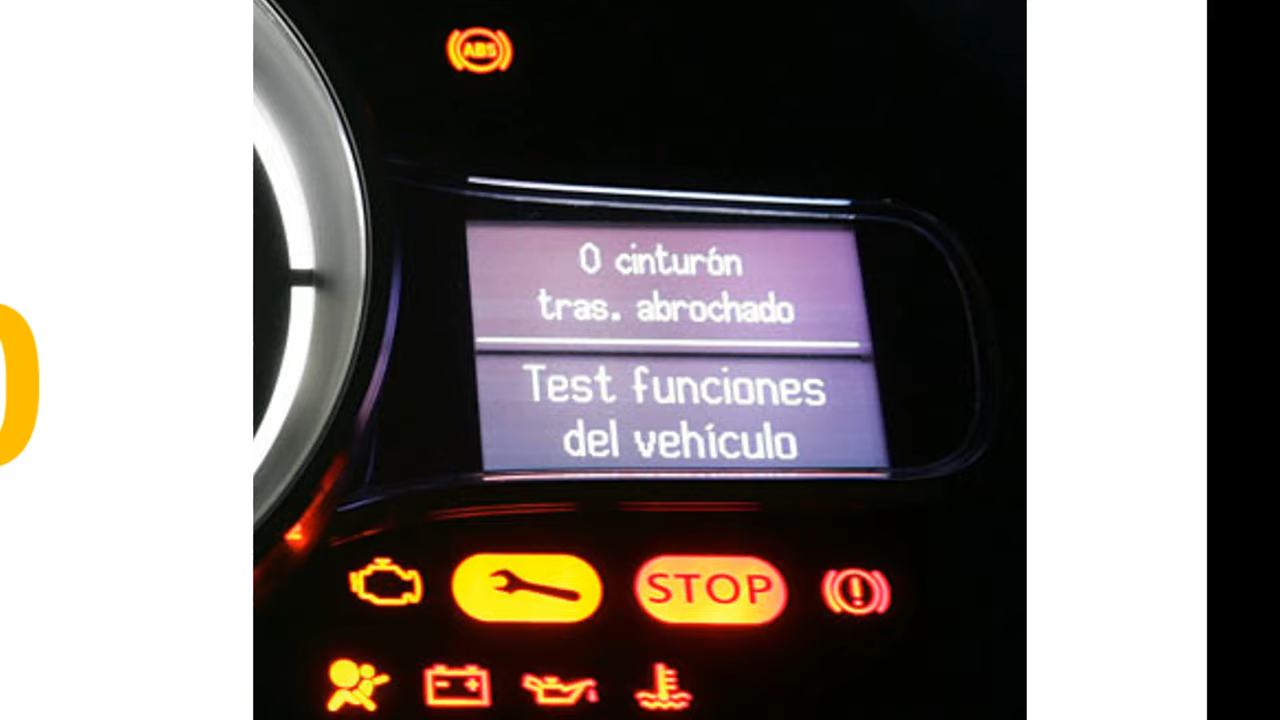 ABS
0 cinturón
tras. abrochado
Test funciones
del vehículo
STOP